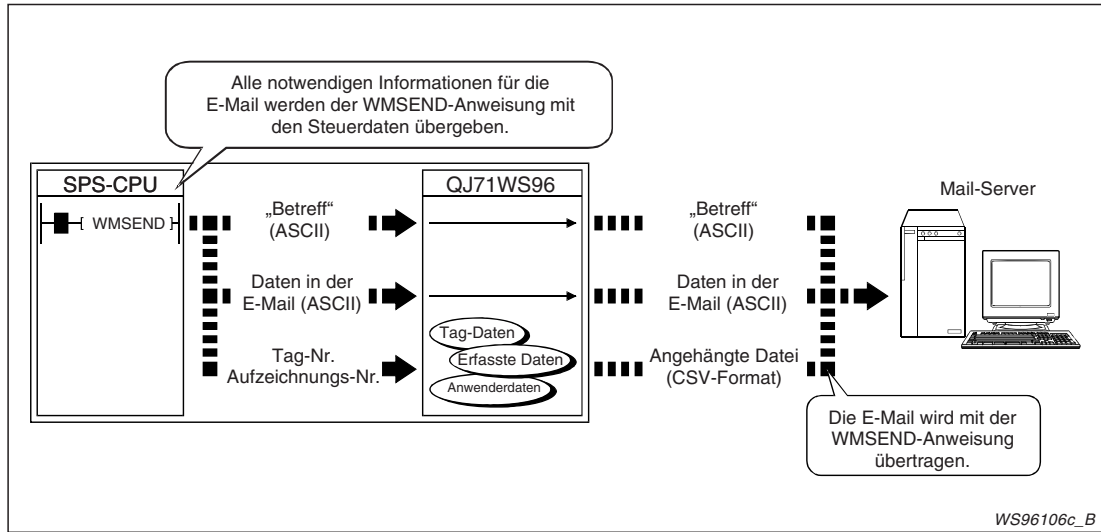 Alle notwendigen Informationen für die
E-Mail werden der WMSEND-Anweisung mit
den Steuerdaten übergeben.
SPS-CPU
QJ71WS96
Mail-Server
WMSEND
„Betreff“
(ASCII)
„Betreff“
(ASCII)
Daten in der
E-Mail (ASCII)
Daten in der
E-Mail (ASCII)
Tag-Nr.
Aufzeichnungs-Nr.
Tag-Daten
Erfasste Daten
Anwenderdaten
Angehängte Datei
(CSV-Format)
Die E-Mail wird mit der
WMSEND-Anweisung
übertragen.
WS96106c_B